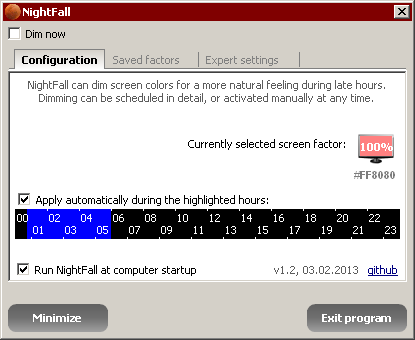 NightFall
Dim now
Configuration Saved factors Expert settings
NightFall can dim screen colors for a more natural feeling during late hours.
Dimming can be scheduled in detail, or activated manually at any time.
Currently selected screen factor: 100%
#FF8080
Apply automatically during the highlighted hours:
00 02 04 06 08 10 12 14 16 18 20 22
01 03 05 07 09 11 13 15 17 19 21 23
Run NightFall at computer startup v1.2, 03.02.2013 github
Minimize Exit program